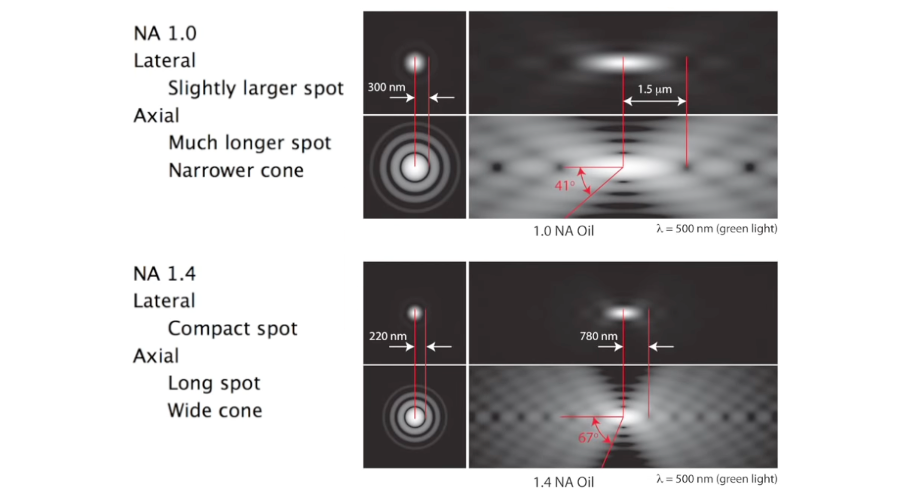 NA 1.0
Lateral
Slightly larger spot
Axial
Much longer spot
Narrower cone
300 nm
1.5 μm
41°
1.0 NA Oil
λ = 500 nm (green light)
NA 1.4
Lateral
Compact spot
Axial
Long spot
Wide cone
220 nm
780 nm
67°
1.4 NA Oil
λ = 500 nm (green light)